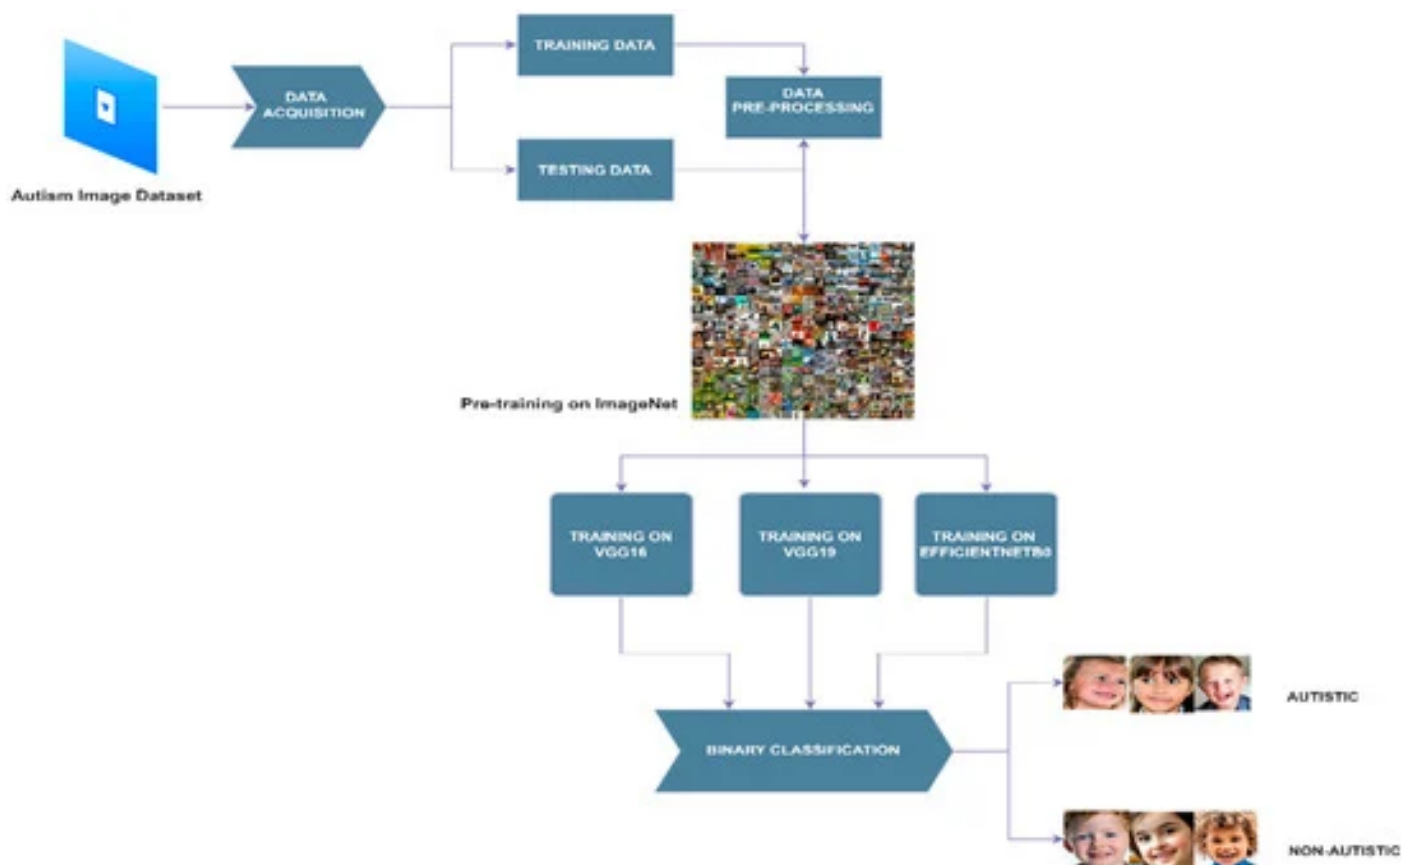 TRAINING DATA
DATA
ACQUISITION
DATA
PRE-PROCESSING
TESTING DATA
Autism Image Dataset
Pre-training on ImageNet
TRAINING ON
VGG16
TRAINING ON
VGG19
TRAINING ON
EFFICIENTNETB0
BINARY CLASSIFICATION
AUTISTIC
NON-AUTISTIC